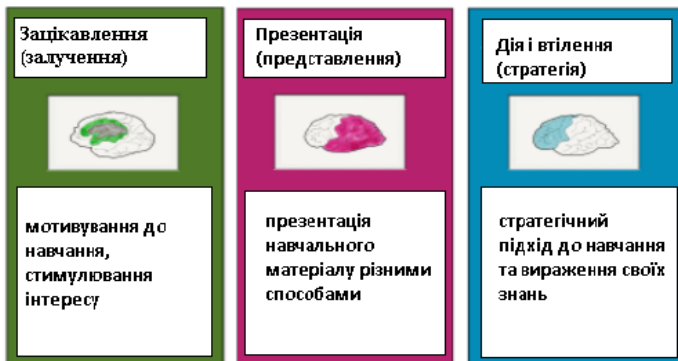 Зацікавлення
(залучення)
мотивування до
навчання,
стимулювання
інтересу
Презентація
(представлення)
презентація
навчального
матеріалу різними
способами
Дія і втілення
(стратегія)
стратегічний
підхід до навчання
та вираження своїх
знань